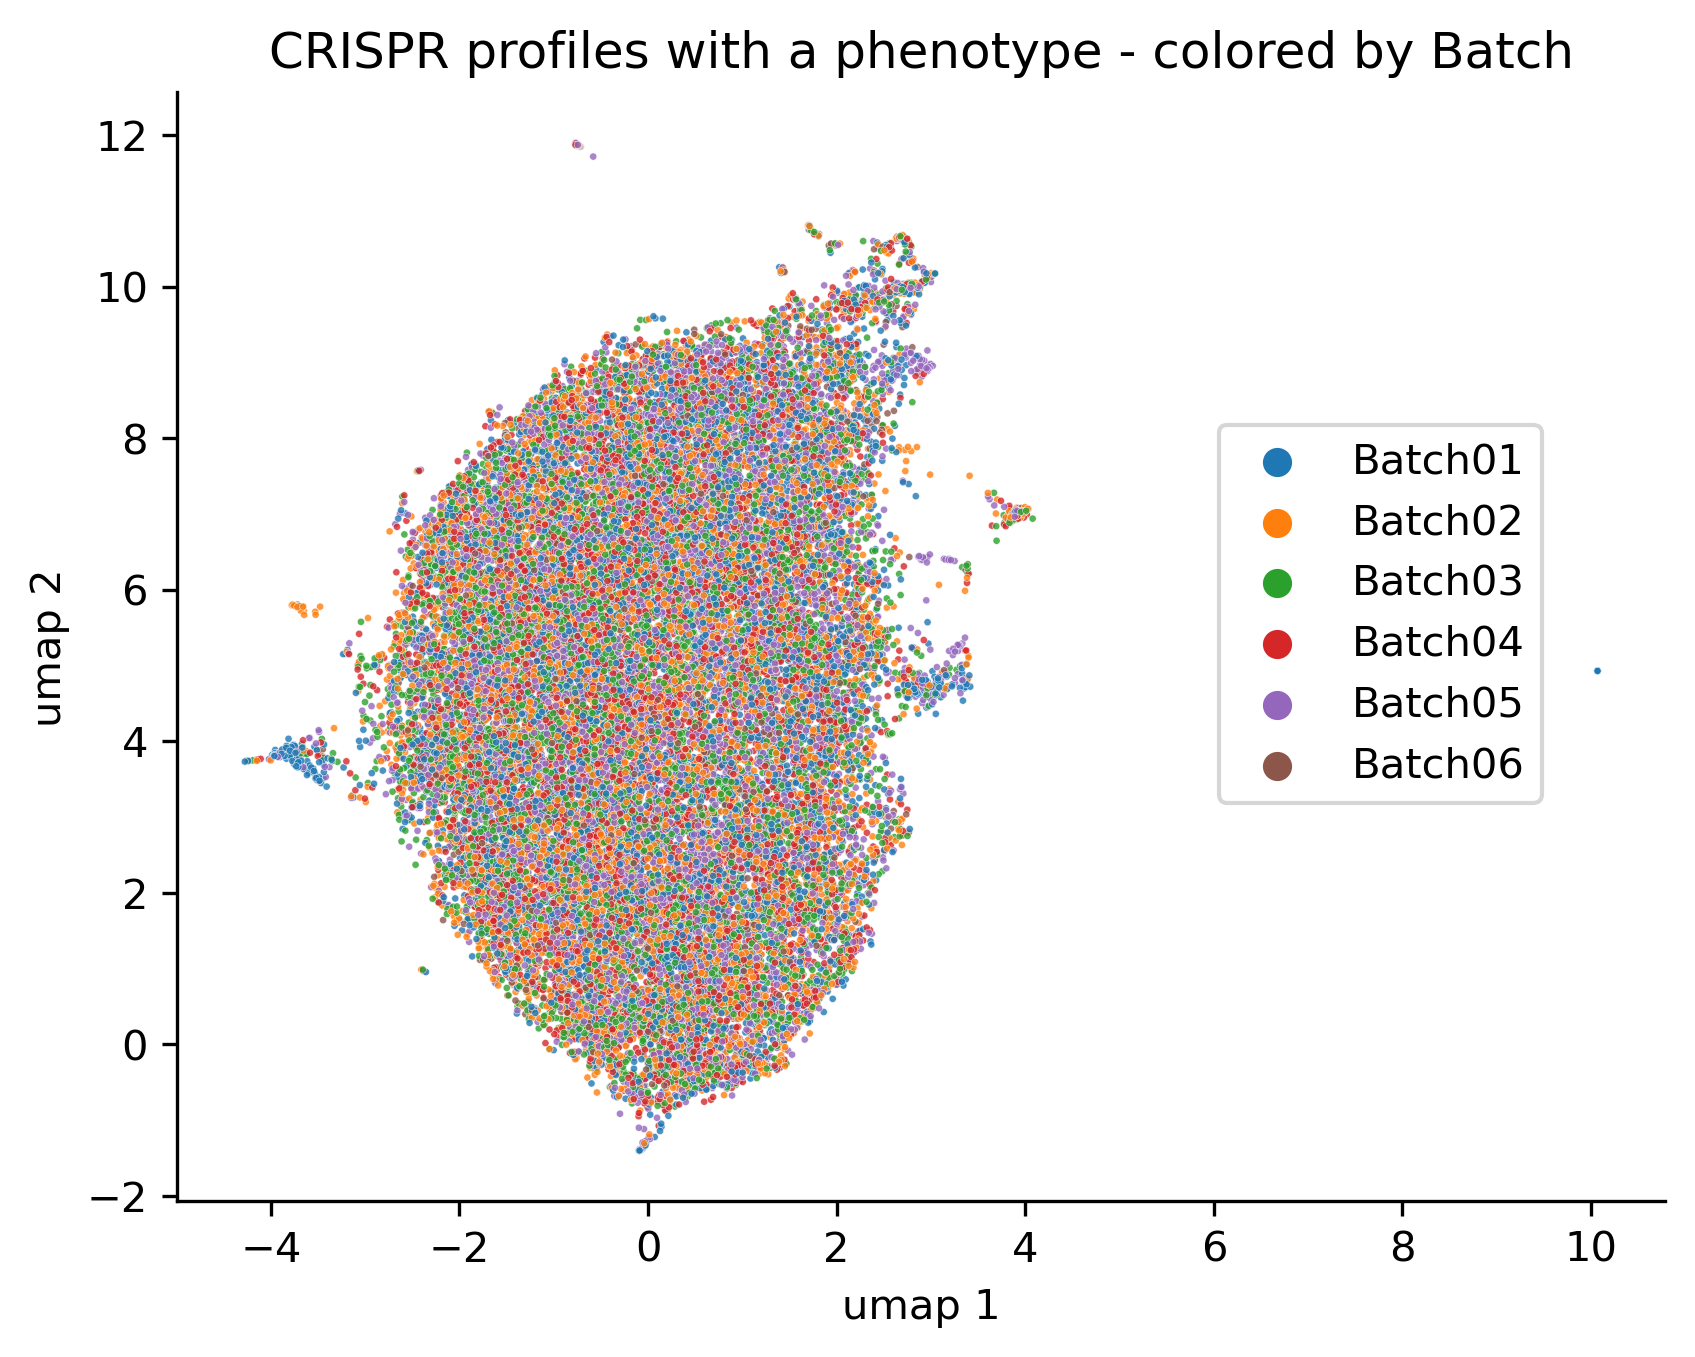 CRISPR profiles with a phenotype - colored by Batch
12
10
8
6
4
2
0
−2
umap 2
Batch01
Batch02
Batch03
Batch04
Batch05
Batch06
−4 −2 0 2 4 6 8 10
umap 1